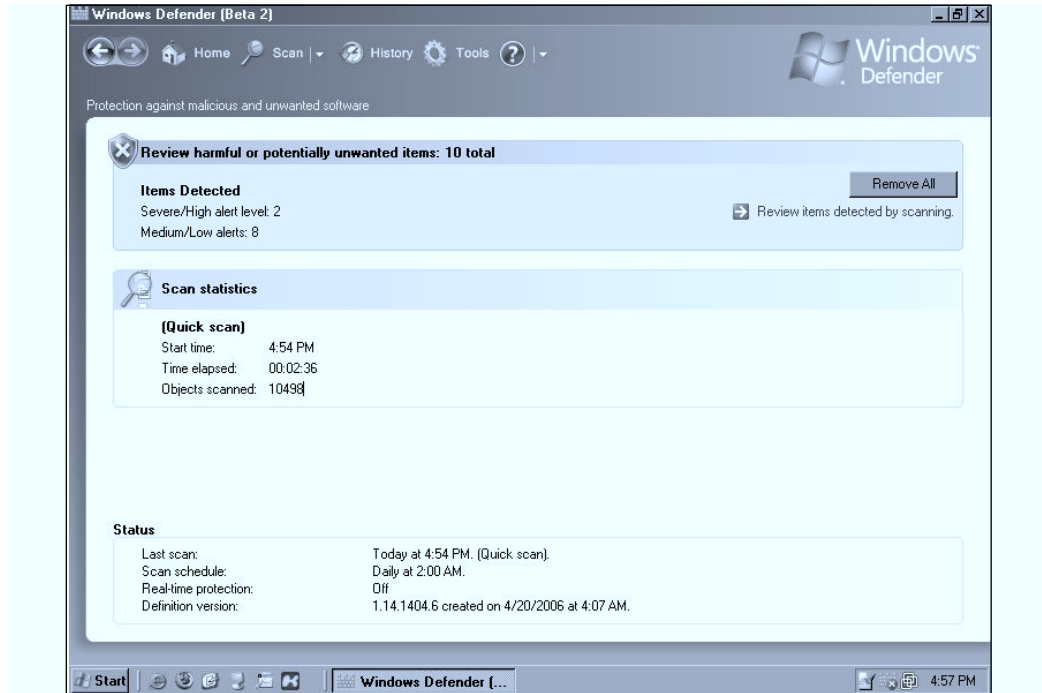 Windows Defender (Beta 2)
Home Scan History Tools
Windows
Defender
Protection against malicious and unwanted software
Review harmful or potentially unwanted items: 10 total
Items Detected
Remove All
Severe/High alert level: 2
Review items detected by scanning.
Medium/Low alerts: 8
Scan statistics
(Quick scan)
Start time: 4:54 PM
Time elapsed: 00:02:36
Objects scanned: 10498
Status
Last scan: Today at 4:54 PM. (Quick scan).
Scan schedule: Daily at 2:00 AM.
Real-time protection: Off
Definition version: 1.14.1404.6 created on 4/20/2006 at 4:07 AM.
Start Windows Defender (... 4:57 PM